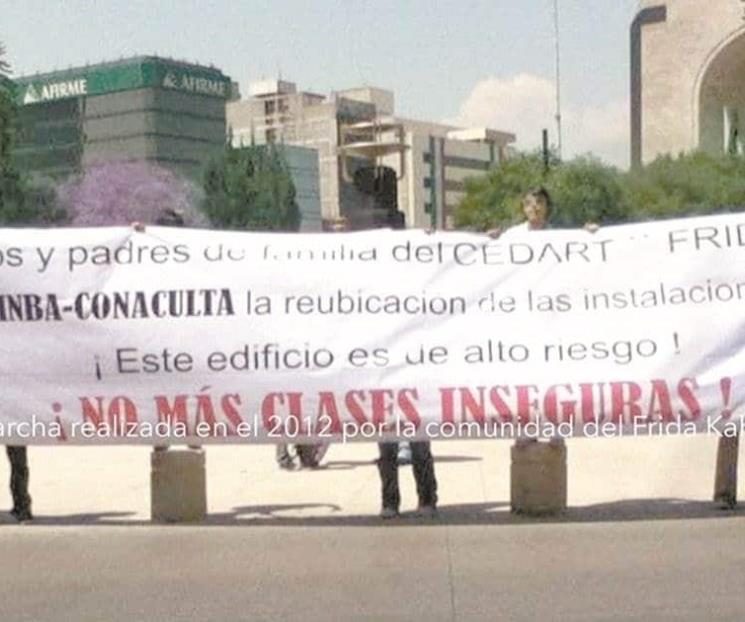 AFIRME
AFIRME
os y padres de familia del CEDART " FRID
INBA-CONACULTA la reubicacion de las instalacion
¡ Este edificio es de alto riesgo !
¡ NO MÁS CLASES INSEGURAS !
archa realizada en el 2012 por la comunidad del Frida Kah